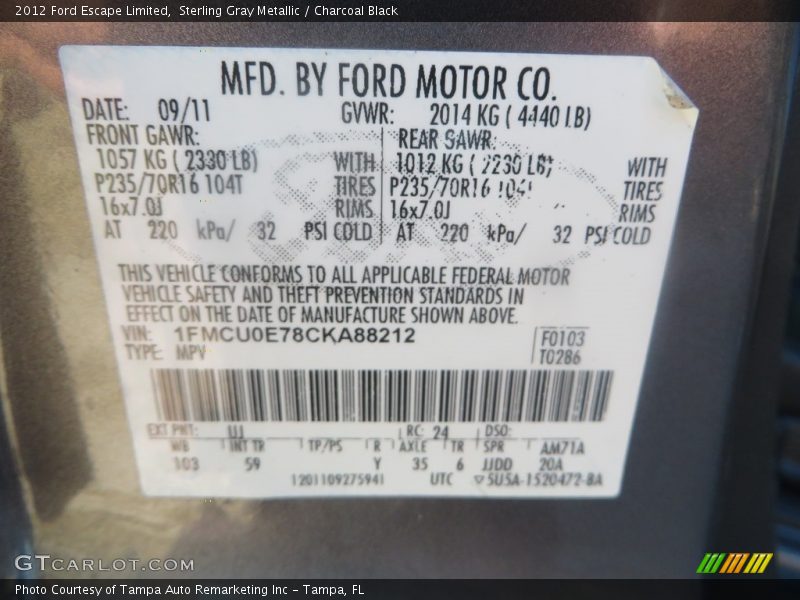 2012 Ford Escape Limited, Sterling Gray Metallic / Charcoal Black
MFD. BY FORD MOTOR CO.
DATE: 09/11 GVWR: 2014 KG ( 4440 LB)
FRONT GAWR: REAR GAWR:
1057 KG ( 2330 LB) WITH 1012 KG ( 2230 LB) WITH
P235/70R16 104T TIRES P235/70R16 104T TIRES
16x7.0J RIMS 16x7.0J RIMS
AT 220 kPa/ 32 PSI COLD AT 220 kPa/ 32 PSI COLD
THIS VEHICLE CONFORMS TO ALL APPLICABLE FEDERAL MOTOR
VEHICLE SAFETY AND THEFT PREVENTION STANDARDS IN
EFFECT ON THE DATE OF MANUFACTURE SHOWN ABOVE.
VIN: 1FMCU0E78CKA88212 F0103
TYPE: MPV T0286
EXT PNT: UJ RC: 24 DSO:
WB INT TR TP/PS R AXLE TR SPR AM71A
103 59 Y 35 6 JJDD 20A
1201109275941 UTC ▽5U5A-1520472-BA
GTCARLOT.COM
Photo Courtesy of Tampa Auto Remarketing Inc – Tampa, FL